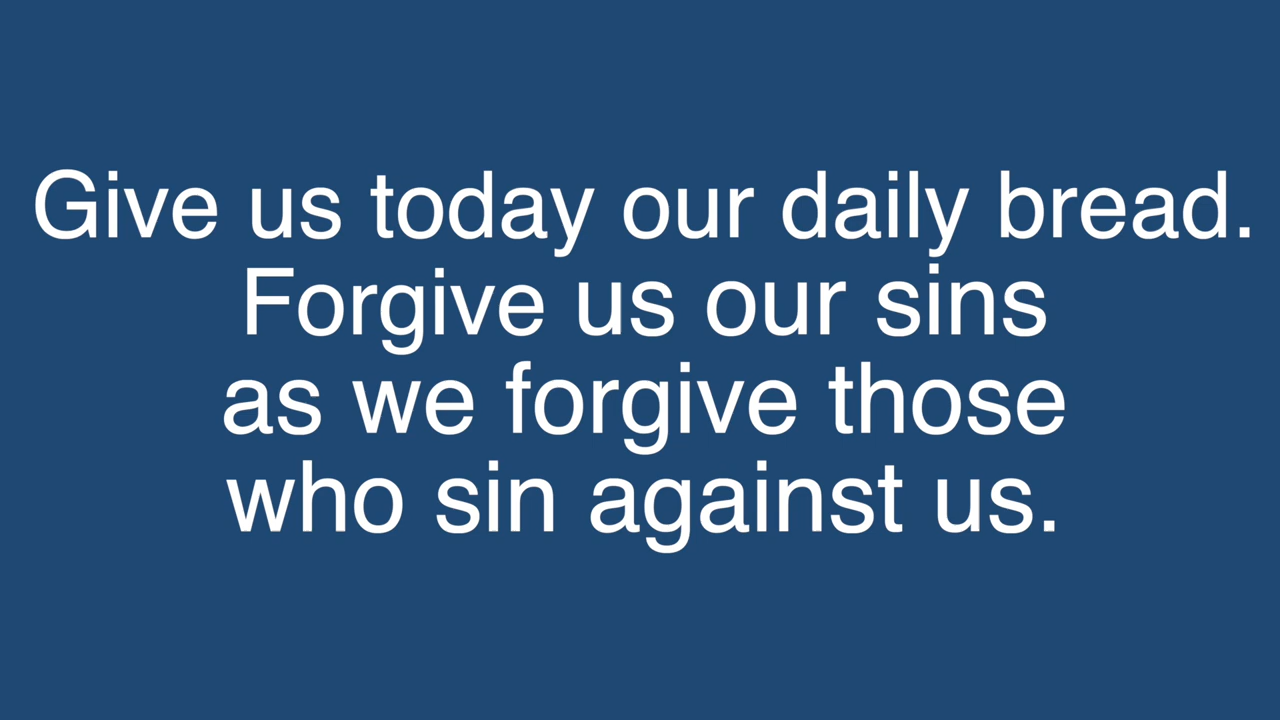 Give us today our daily bread.
Forgive us our sins
as we forgive those
who sin against us.